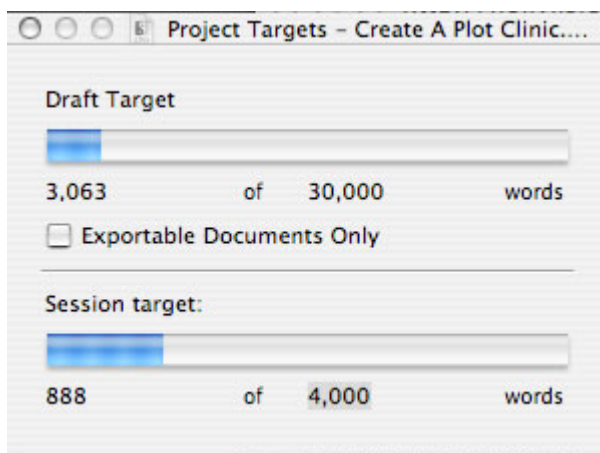 Project Targets – Create A Plot Clinic....
Draft Target
3,063 of 30,000 words
Exportable Documents Only
Session target:
888 of 4,000 words